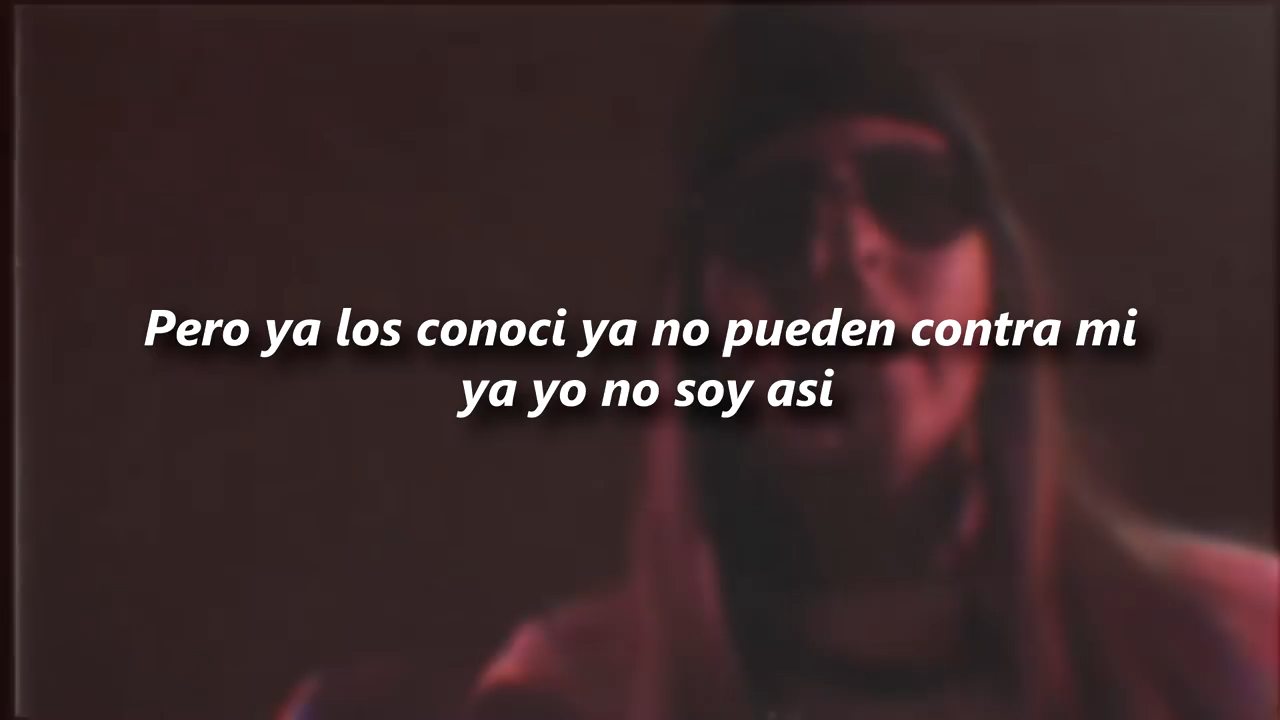 Pero ya los conoci ya no pueden contra mi
ya yo no soy asi